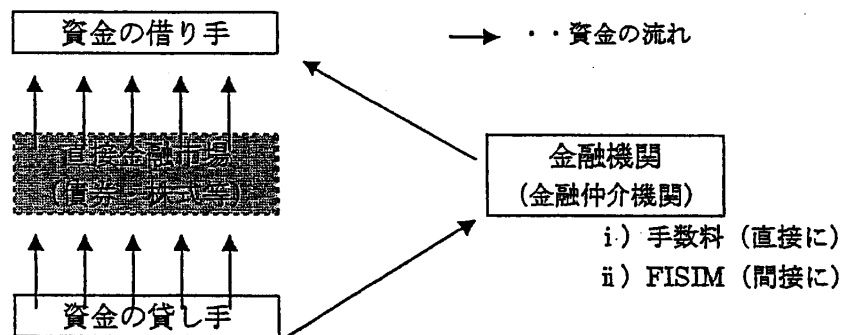 資金の借り手
→ ・・資金の流れ
直接金融市場
(債券・株式等)
金融機関
(金融仲介機関)
ⅰ) 手数料 (直接に)
ⅱ) FISIM (間接に)
資金の貸し手